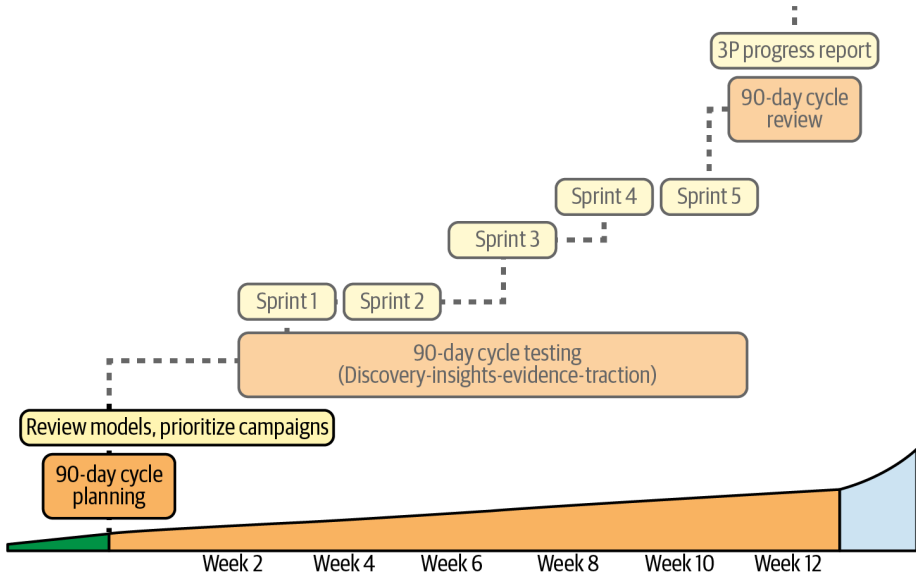 3P progress report
90-day cycle
review
Sprint 4
Sprint 5
Sprint 3
Sprint 1
Sprint 2
90-day cycle testing
(Discovery-insights-evidence-traction)
Review models, prioritize campaigns
90-day cycle
planning
Week 2
Week 4
Week 6
Week 8
Week 10
Week 12